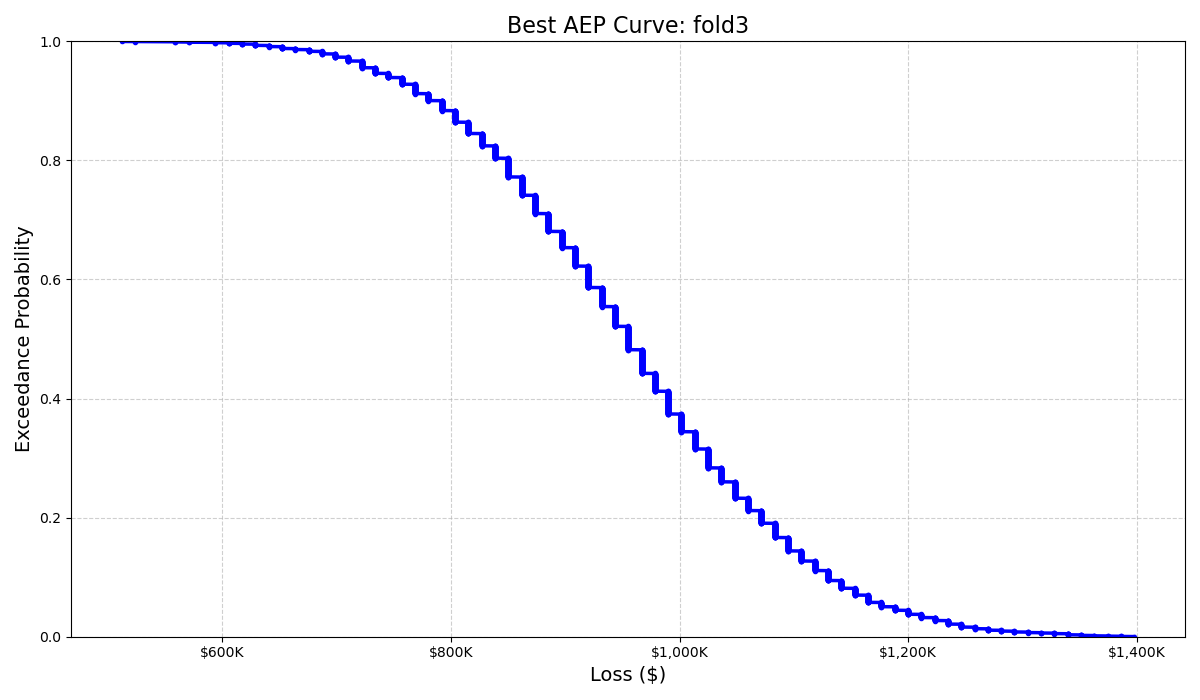 Best AEP Curve: fold3
Exceedance Probability
1.0
0.8
0.6
0.4
0.2
0.0
$600K
$800K
$1,000K
$1,200K
$1,400K
Loss ($)